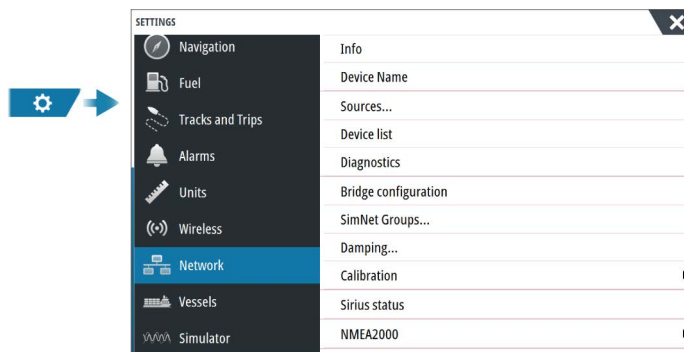 SETTINGS
Navigation
Fuel
Tracks and Trips
Alarms
Units
Wireless
Network
Vessels
Simulator
Info
Device Name
Sources...
Device list
Diagnostics
Bridge configuration
SimNet Groups...
Damping...
Calibration
Sirius status
NMEA2000